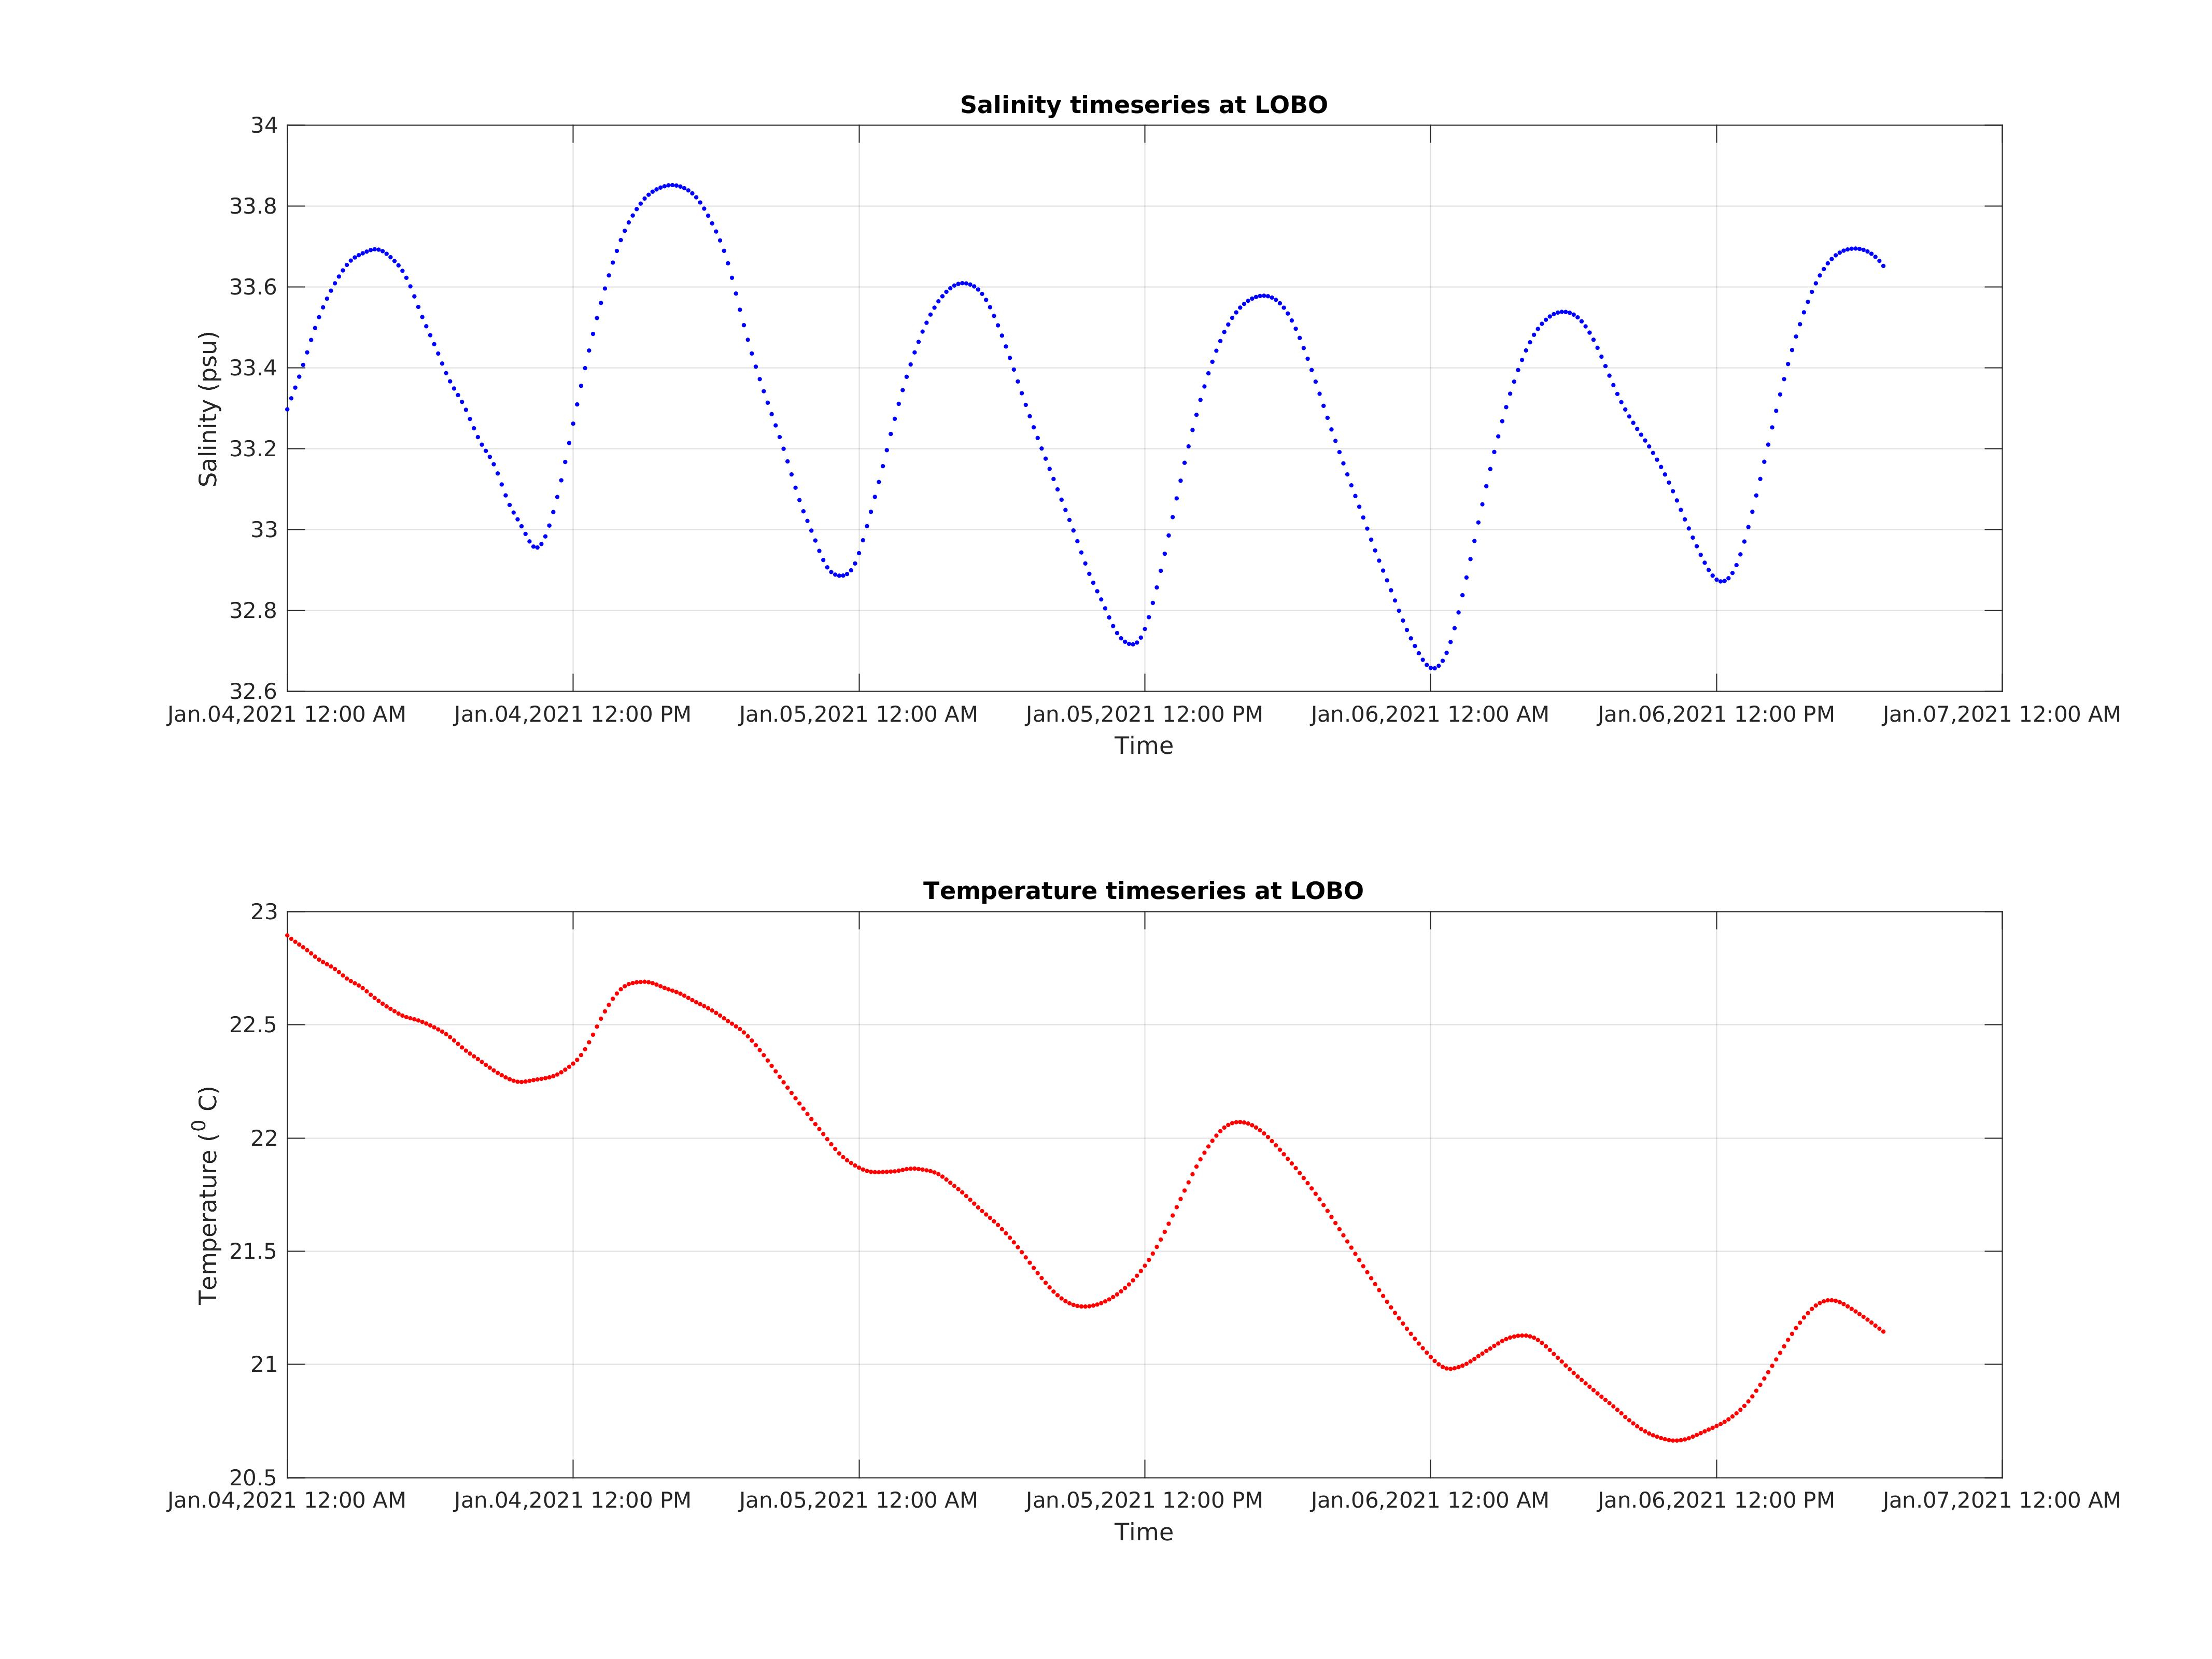 Salinity timeseries at LOBO
34
33.8
33.6
33.4
33.2
33
32.8
32.6
Salinity (psu)
Jan.04,2021 12:00 AM Jan.04,2021 12:00 PM Jan.05,2021 12:00 AM Jan.05,2021 12:00 PM Jan.06,2021 12:00 AM Jan.06,2021 12:00 PM Jan.07,2021 12:00 AM
Time
Temperature timeseries at LOBO
23
22.5
22
21.5
21
20.5
Temperature (⁰ C)
Jan.04,2021 12:00 AM Jan.04,2021 12:00 PM Jan.05,2021 12:00 AM Jan.05,2021 12:00 PM Jan.06,2021 12:00 AM Jan.06,2021 12:00 PM Jan.07,2021 12:00 AM
Time